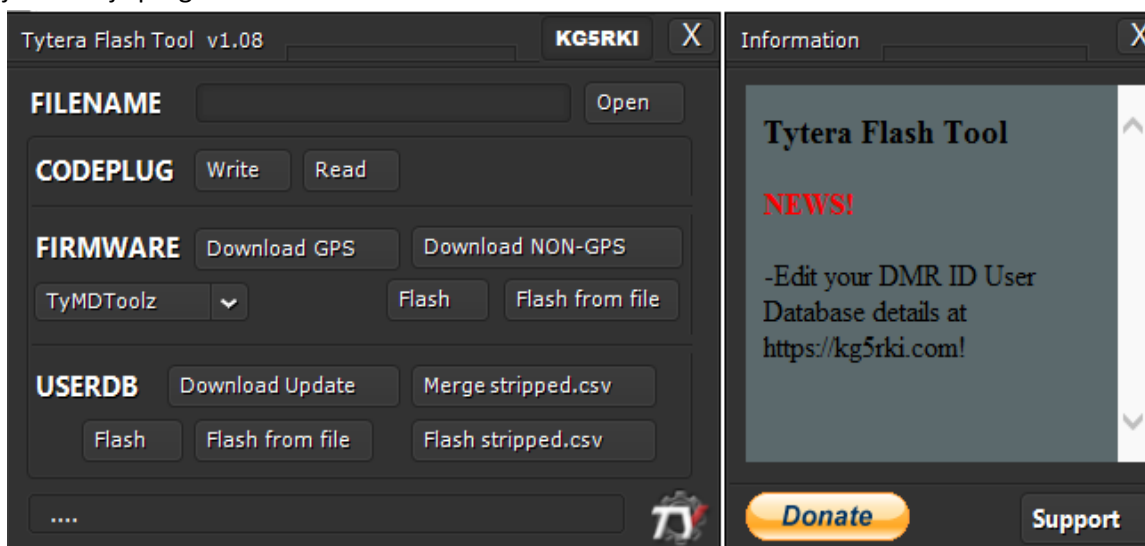 Tytera Flash Tool v1.08
KG5RKI
X
FILENAME
Open
CODEPLUG
Write
Read
FIRMWARE
Download GPS
Download NON-GPS
TyMDToolz
Flash
Flash from file
USERDB
Download Update
Merge stripped.csv
Flash
Flash from file
Flash stripped.csv
....
TY
Information
X
Tytera Flash Tool
NEWS!
-Edit your DMR ID User
Database details at
https://kg5rki.com!
Donate
Support